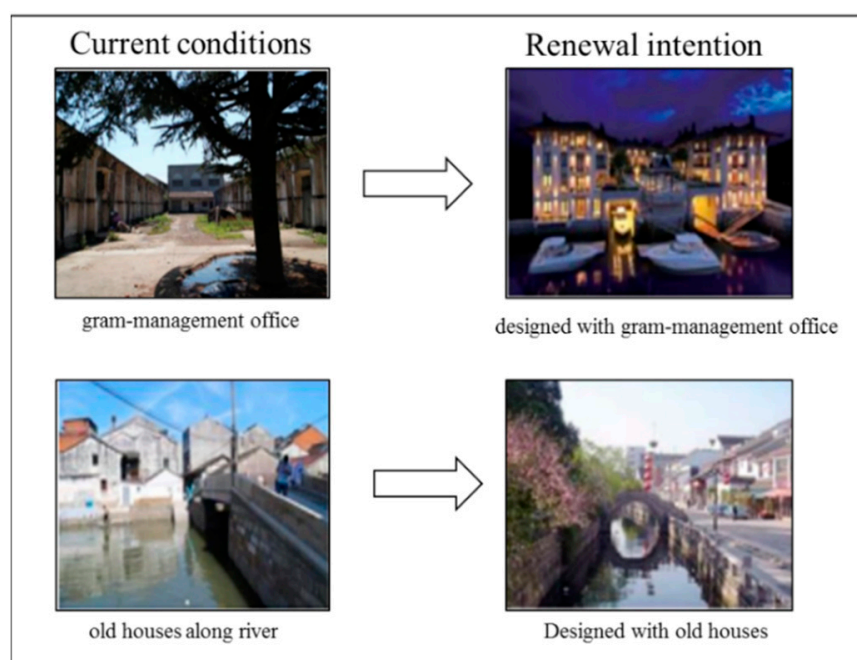 Current conditions
Renewal intention
gram-management office
designed with gram-management office
old houses along river
Designed with old houses